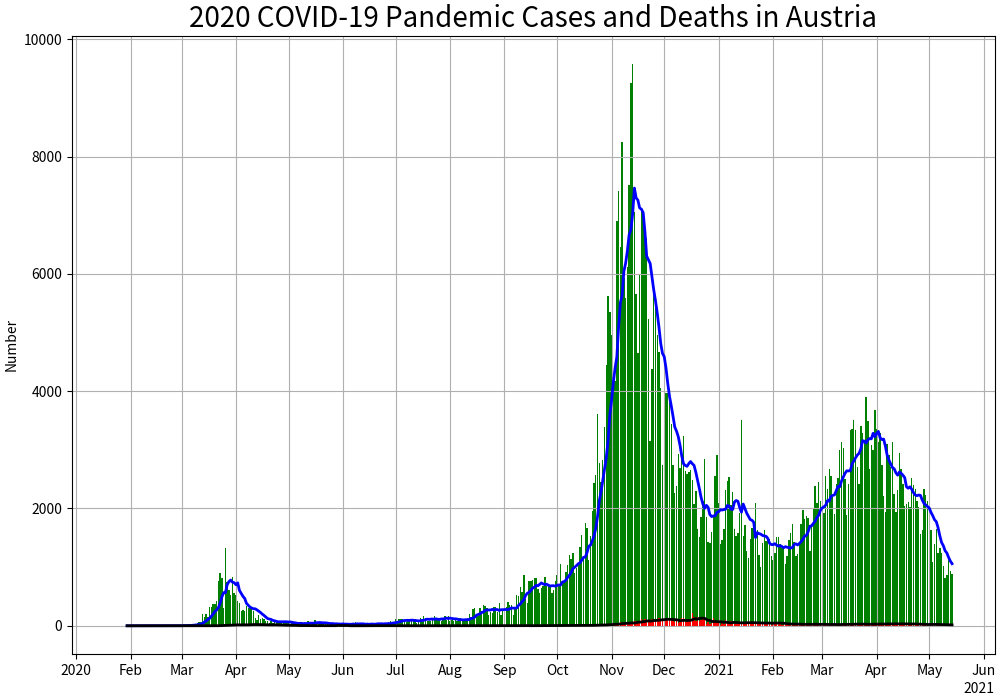 2020 COVID-19 Pandemic Cases and Deaths in Austria
10000
8000
6000
4000
2000
0
Number
2020 Feb Mar Apr May Jun Jul Aug Sep Oct Nov Dec 2021 Feb Mar Apr May Jun
2021